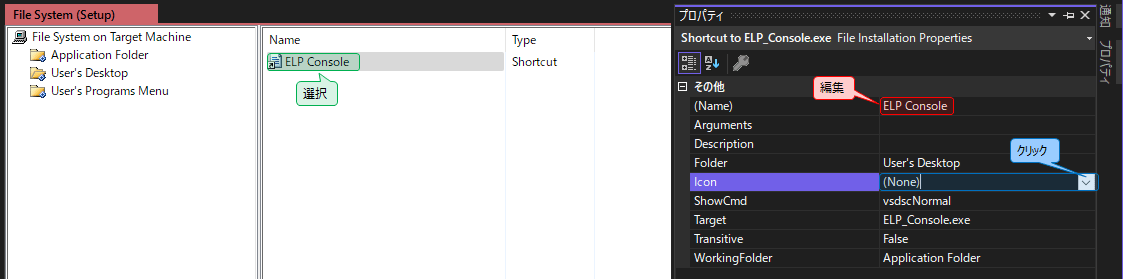 File System (Setup)
File System on Target Machine
Application Folder
User's Desktop
User's Programs Menu
Name
Type
ELP Console
Shortcut
選択
プロパティ
Shortcut to ELP_Console.exe File Installation Properties
その他
編集
(Name) ELP Console
Arguments
Description
クリック
Folder User's Desktop
Icon (None)
ShowCmd vsdscNormal
Target ELP_Console.exe
Transitive False
WorkingFolder Application Folder
通知
プロパティ